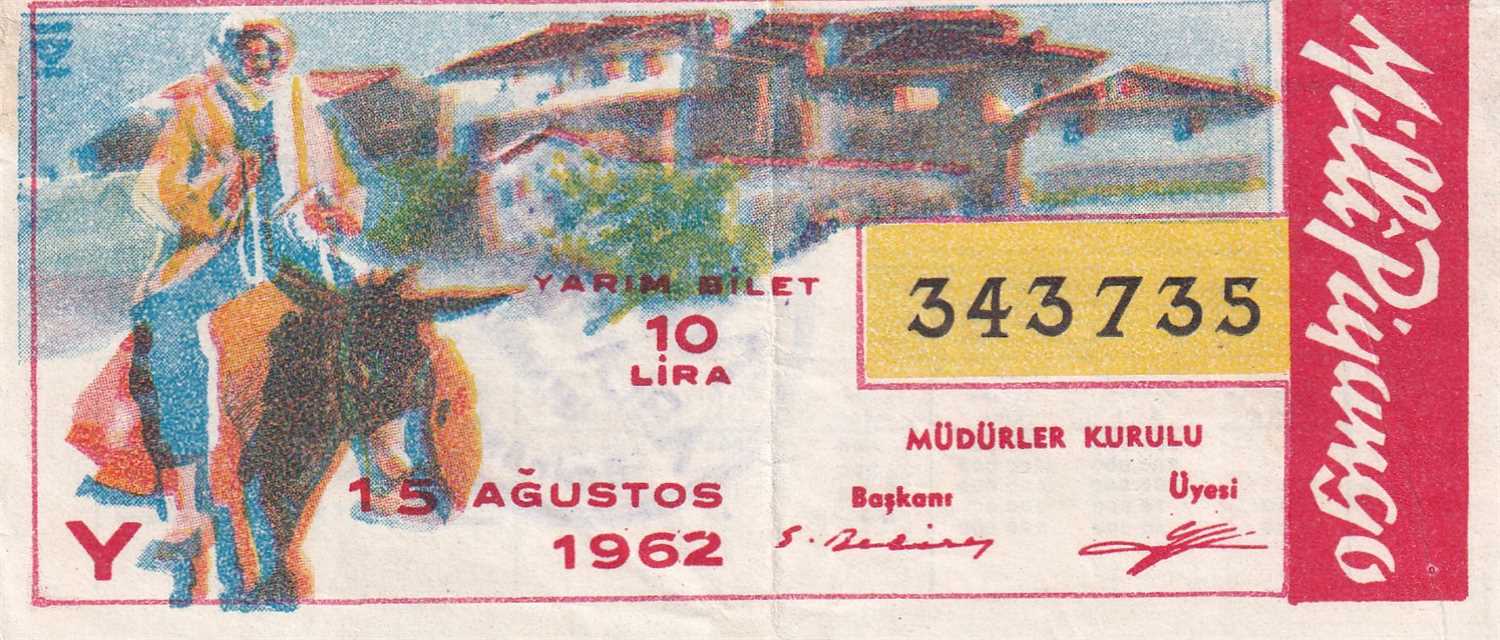 YARIM BİLET
10
LİRA
15 AĞUSTOS
1962
Y
343735
MÜDÜRLER KURULU
Başkanı
Üyesi
Milli Piyango